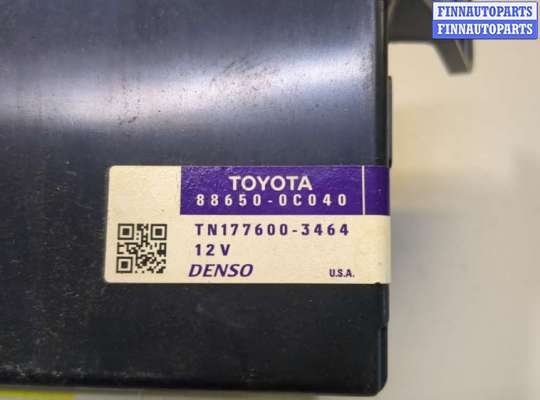 FINNAUTOPARTS
FINNAUTOPARTS
TOYOTA
88650-0C040
TN177600-3464
12V
DENSO
U.S.A.